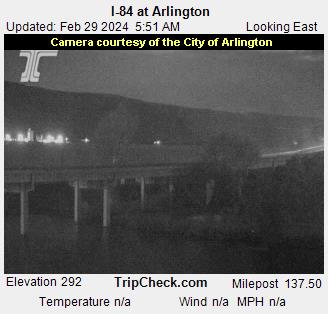 I-84 at Arlington
Updated: Feb 29 2024 5:51 AM Looking East
Camera courtesy of the City of Arlington
Elevation 292 TripCheck.com Milepost 137.50
Temperature n/a Wind n/a MPH n/a